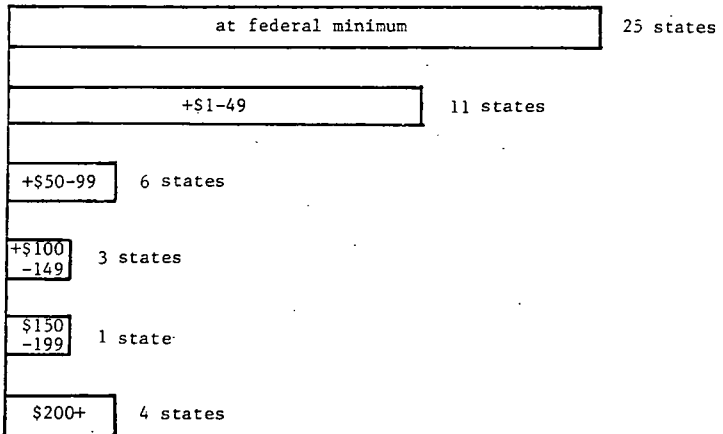 at federal minimum 25 states
+$1-49 11 states
+$50-99 6 states
+$100
-149 3 states
$150
-199 1 state
$200+ 4 states